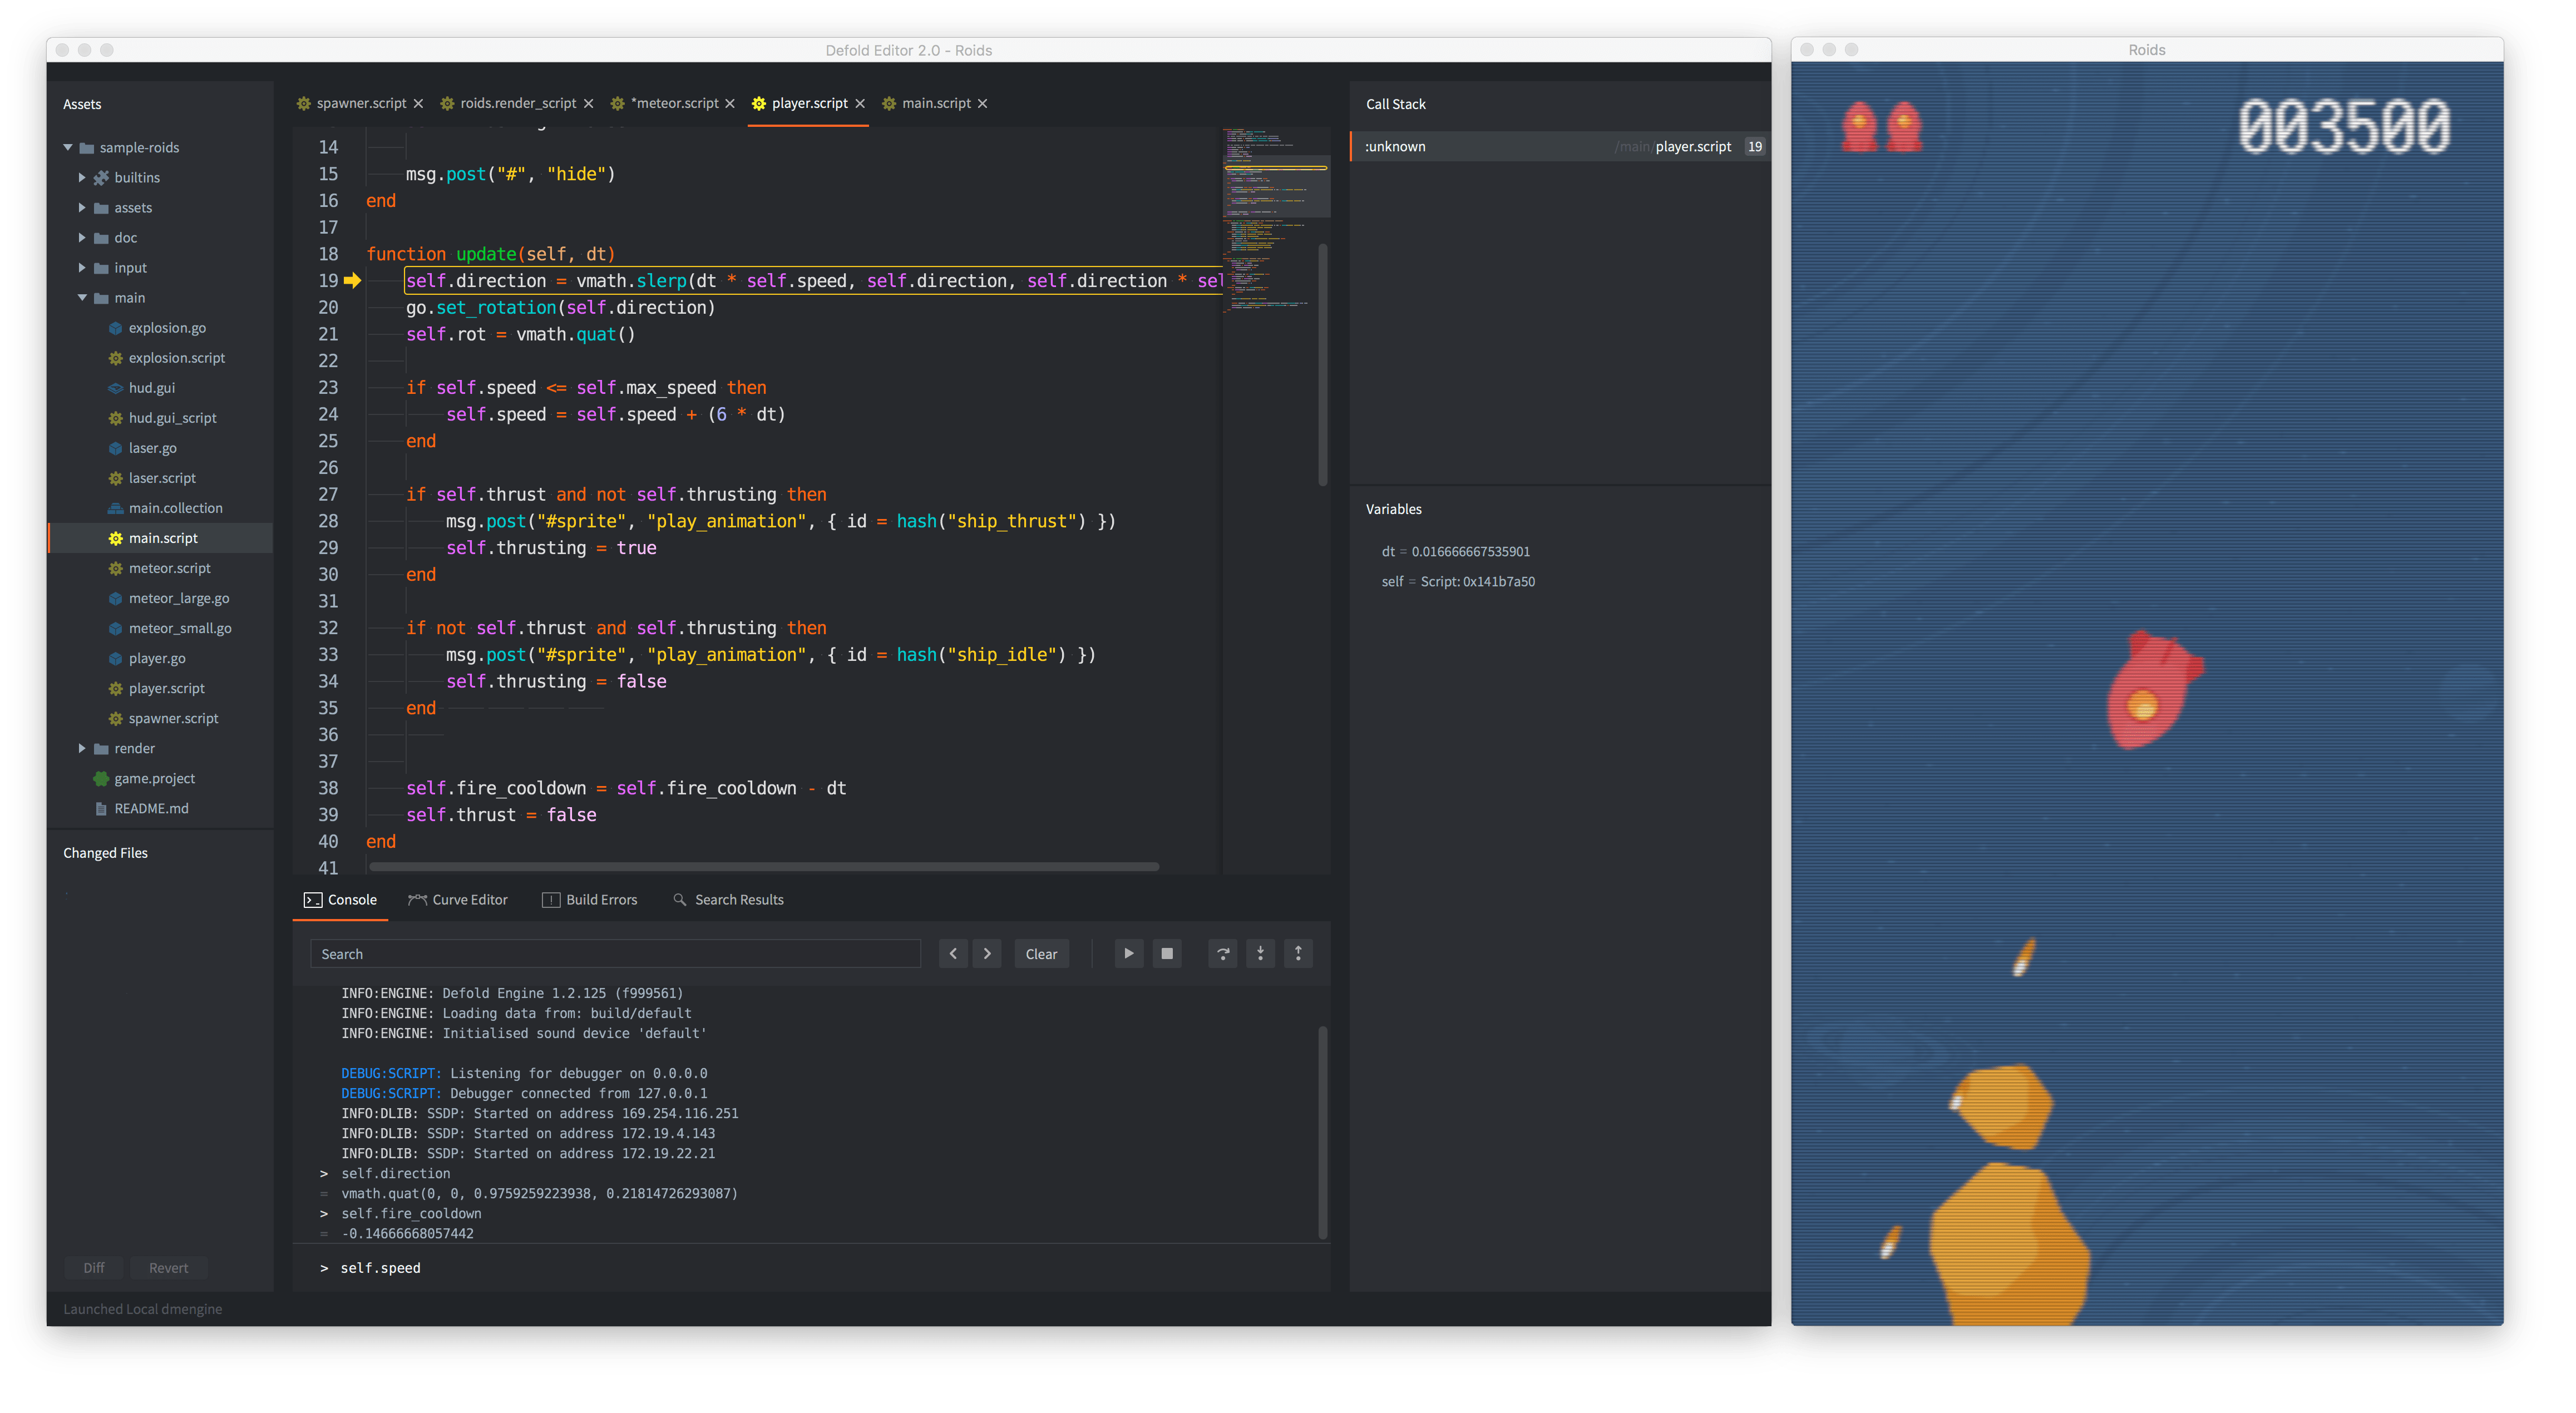 Defold Editor 2.0 - Roids
Assets
sample-roids
builtins
assets
doc
input
main
explosion.go
explosion.script
hud.gui
hud.gui_script
laser.go
laser.script
main.collection
main.script
meteor.script
meteor_large.go
meteor_small.go
player.go
player.script
spawner.script
render
game.project
README.md
Changed Files
Diff Revert
Launched Local dmengine
spawner.script roids.render_script *meteor.script player.script main.script
14
15 msg.post("#", "hide")
16 end
17
18 function update(self, dt)
19 self.direction = vmath.slerp(dt * self.speed, self.direction, self.direction * sel
20 go.set_rotation(self.direction)
21 self.rot = vmath.quat()
22
23 if self.speed <= self.max_speed then
24 self.speed = self.speed + (6 * dt)
25 end
26
27 if self.thrust and not self.thrusting then
28 msg.post("#sprite", "play_animation", { id = hash("ship_thrust") })
29 self.thrusting = true
30 end
31
32 if not self.thrust and self.thrusting then
33 msg.post("#sprite", "play_animation", { id = hash("ship_idle") })
34 self.thrusting = false
35 end
36
37
38 self.fire_cooldown = self.fire_cooldown - dt
39 self.thrust = false
40 end
41
Console Curve Editor Build Errors Search Results
Search Clear
INFO:ENGINE: Defold Engine 1.2.125 (f999561)
INFO:ENGINE: Loading data from: build/default
INFO:ENGINE: Initialised sound device 'default'
DEBUG:SCRIPT: Listening for debugger on 0.0.0.0
DEBUG:SCRIPT: Debugger connected from 127.0.0.1
INFO:DLIB: SSDP: Started on address 169.254.116.251
INFO:DLIB: SSDP: Started on address 172.19.4.143
INFO:DLIB: SSDP: Started on address 172.19.22.21
> self.direction
= vmath.quat(0, 0, 0.9759259223938, 0.21814726293087)
> self.fire_cooldown
= -0.14666668057442
> self.speed
Call Stack
:unknown /main/player.script 19
Variables
dt = 0.016666667535901
self = Script: 0x141b7a50
Roids
003500